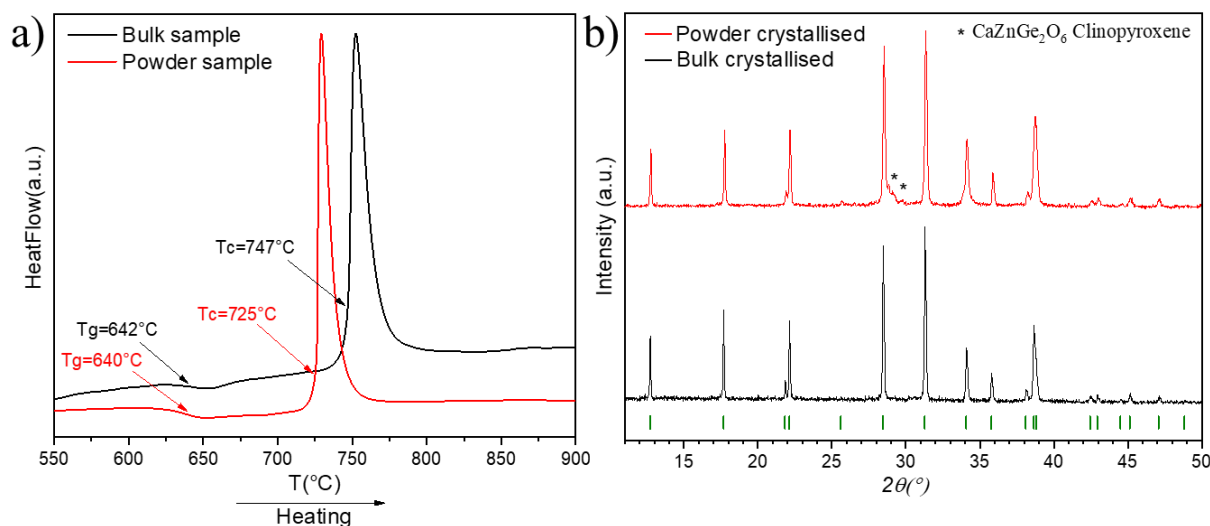 a)
Bulk sample
Powder sample
Tc=747°C
Tc=725°C
Tg=642°C
Tg=640°C
HeatFlow(a.u.)
550 600 650 700 750 800 850 900
T(°C)
Heating
b)
Powder crystallised
Bulk crystallised
* CaZnGe₂O₆ Clinopyroxene
* *
Intensity (a.u.)
15 20 25 30 35 40 45 50
2θ(°)